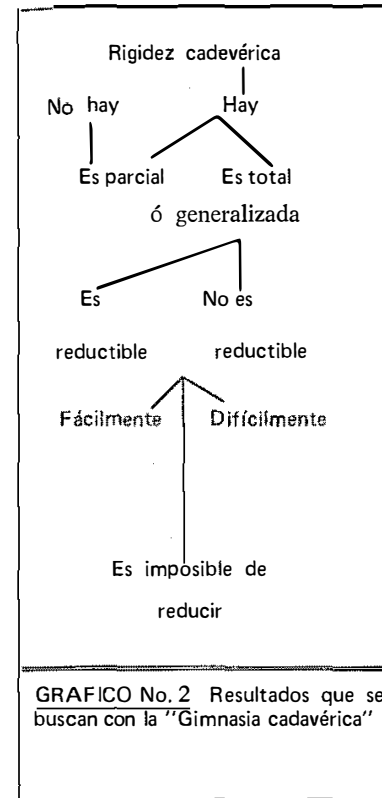 Rigidez cadevérica
No hay Hay
Es parcial Es total
ó generalizada
Es No es
reductible reductible
Fácilmente Difícilmente
Es imposible de
reducir
GRAFICO No. 2 Resultados que se
buscan con la "Gimnasia cadavérica"